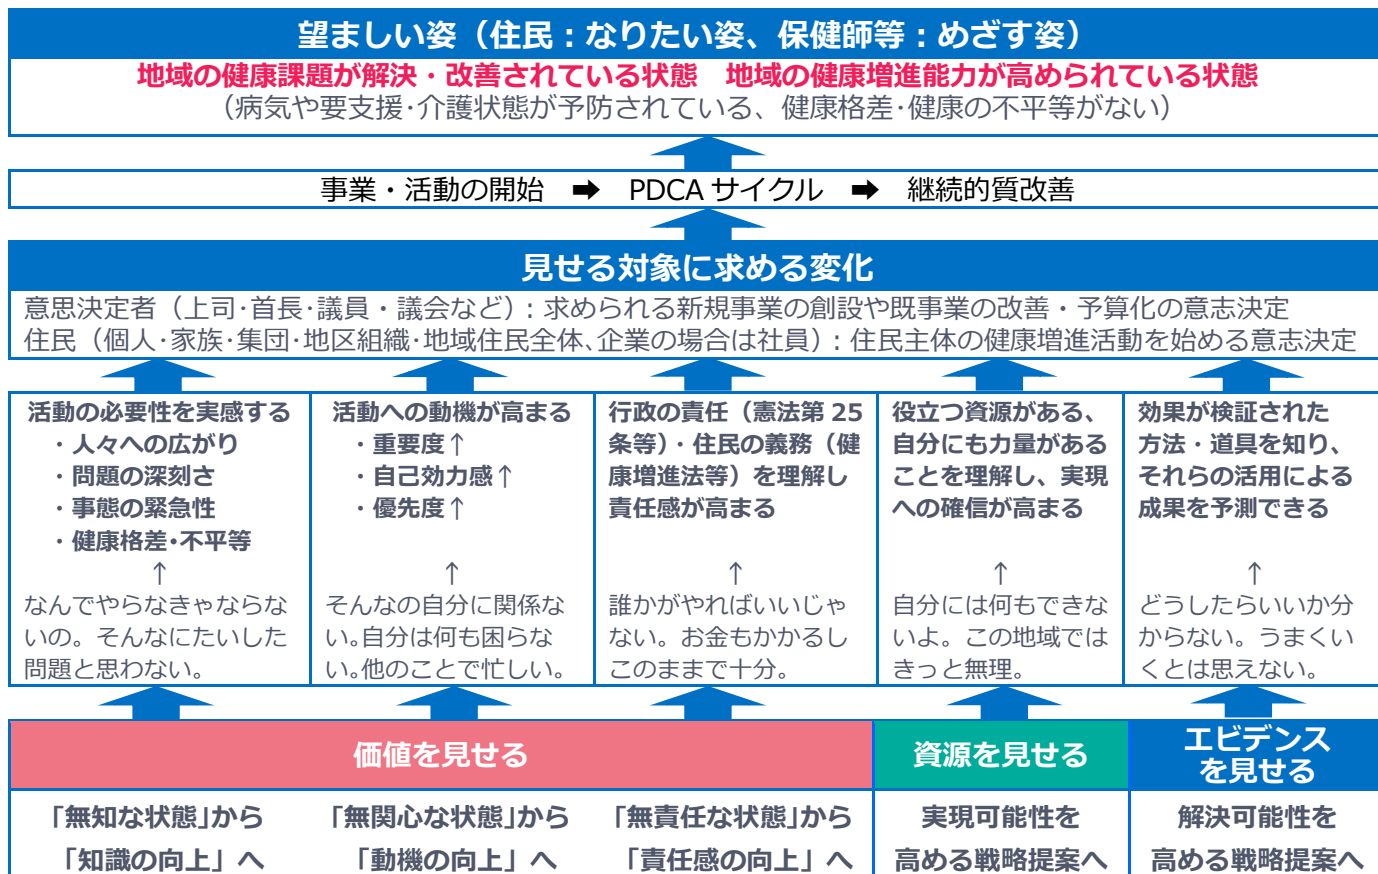 望ましい姿（住民：なりたい姿、保健師等：めざす姿）
地域の健康課題が解決・改善されている状態　地域の健康増進能力が高められている状態
（病気や要支援･介護状態が予防されている、健康格差･健康の不平等がない）
事業・活動の開始　➡　PDCA サイクル　➡　継続的質改善
見せる対象に求める変化
意思決定者（上司･首長･議員・議会など）：求められる新規事業の創設や既事業の改善・予算化の意志決定
住民（個人･家族･集団･地区組織･地域住民全体、企業の場合は社員）：住民主体の健康増進活動を始める意志決定
活動の必要性を実感する
・人々への広がり
・問題の深刻さ
・事態の緊急性
・健康格差･不平等
↑
なんでやらなきゃならな
いの。そんなにたいした
問題と思わない。
活動への動機が高まる
・重要度↑
・自己効力感↑
・優先度↑
↑
そんなの自分に関係な
い。自分は何も困らな
い。他のことで忙しい。
行政の責任（憲法第 25
条等）・住民の義務（健
康増進法等）を理解し
責任感が高まる
↑
誰かがやればいいじゃ
ない。お金もかかるし
このままで十分。
役立つ資源がある、
自分にも力量がある
ことを理解し、実現
への確信が高まる
↑
自分には何もできな
いよ。この地域では
きっと無理。
効果が検証された
方法・道具を知り、
それらの活用による
成果を予測できる
↑
どうしたらいいか分
からない。うまくい
くとは思えない。
価値を見せる
資源を見せる
エビデンス
を見せる
「無知な状態」から
「知識の向上」へ
「無関心な状態」から
「動機の向上」へ
「無責任な状態」から
「責任感の向上」へ
実現可能性を
高める戦略提案へ
解決可能性を
高める戦略提案へ